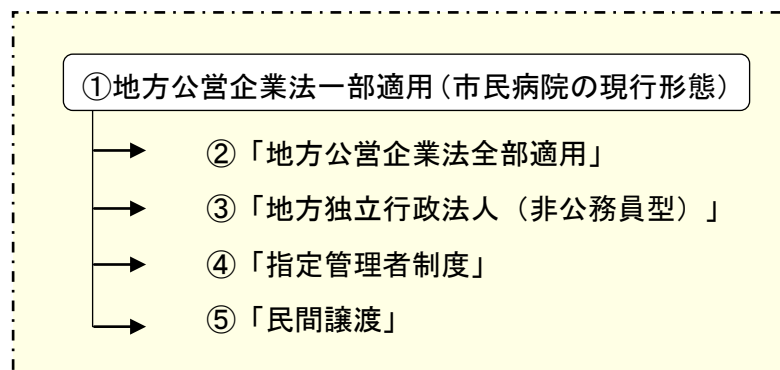 ①地方公営企業法一部適用（市民病院の現行形態）
②「地方公営企業法全部適用」
③「地方独立行政法人（非公務員型）」
④「指定管理者制度」
⑤「民間譲渡」